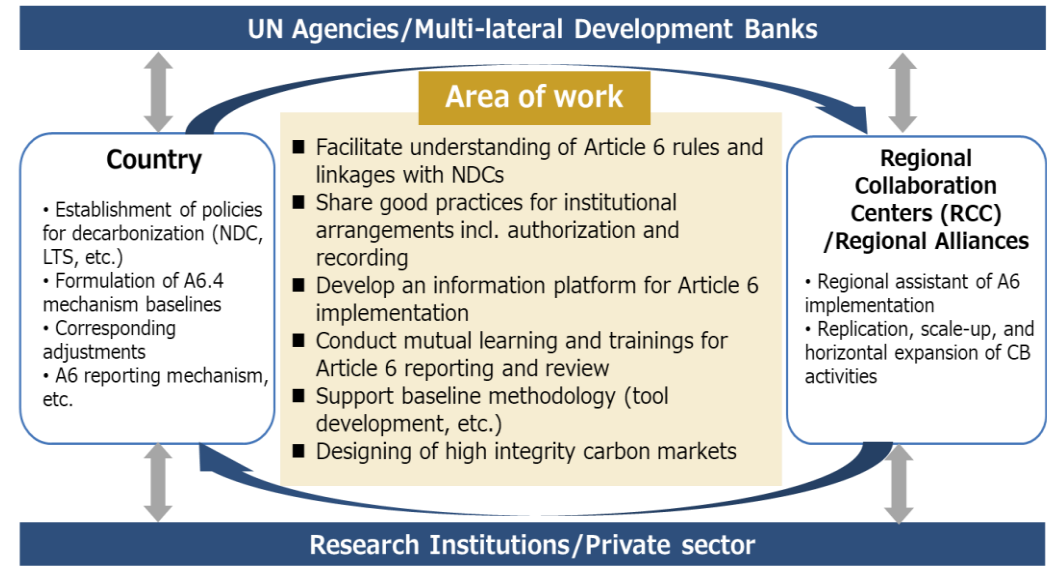 UN Agencies/Multi-lateral Development Banks
Area of work
Country
• Establishment of policies
for decarbonization (NDC,
LTS, etc.)
• Formulation of A6.4
mechanism baselines
• Corresponding
adjustments
• A6 reporting mechanism,
etc.
■ Facilitate understanding of Article 6 rules and
linkages with NDCs
■ Share good practices for institutional
arrangements incl. authorization and
recording
■ Develop an information platform for Article 6
implementation
■ Conduct mutual learning and trainings for
Article 6 reporting and review
■ Support baseline methodology (tool
development, etc.)
■ Designing of high integrity carbon markets
Regional
Collaboration
Centers (RCC)
/Regional Alliances
• Regional assistant of A6
implementation
• Replication, scale-up, and
horizontal expansion of CB
activities
Research Institutions/Private sector